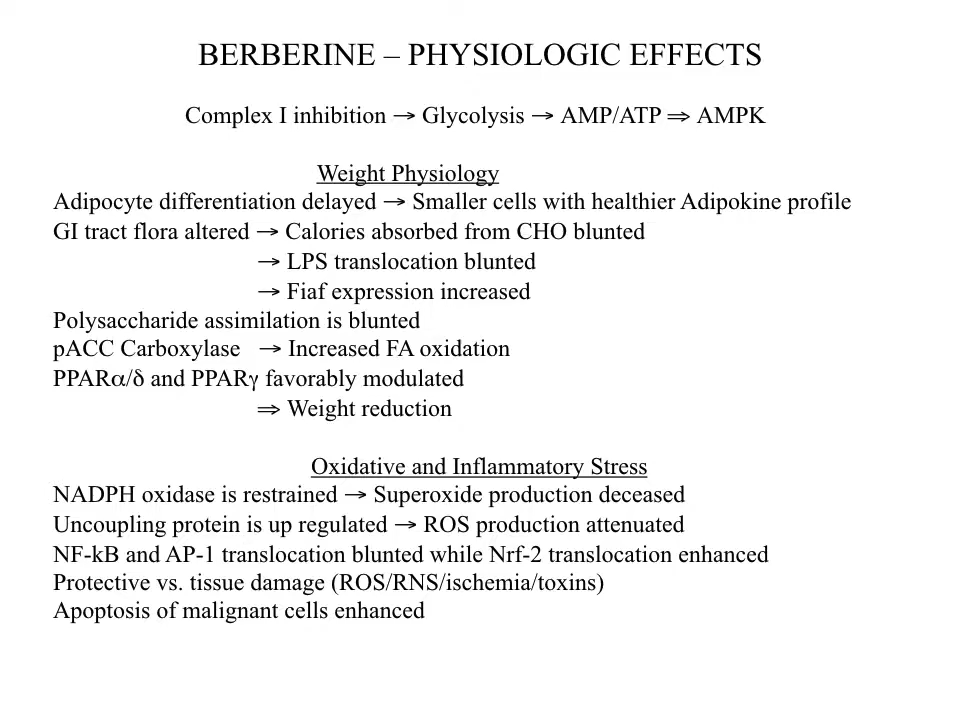 BERBERINE – PHYSIOLOGIC EFFECTS
Complex I inhibition → Glycolysis → AMP/ATP ⇒ AMPK
Weight Physiology
Adipocyte differentiation delayed → Smaller cells with healthier Adipokine profile
GI tract flora altered → Calories absorbed from CHO blunted
→ LPS translocation blunted
→ Fiaf expression increased
Polysaccharide assimilation is blunted
pACC Carboxylase → Increased FA oxidation
PPARα/δ and PPARγ favorably modulated
⇒ Weight reduction
Oxidative and Inflammatory Stress
NADPH oxidase is restrained → Superoxide production deceased
Uncoupling protein is up regulated → ROS production attenuated
NF-kB and AP-1 translocation blunted while Nrf-2 translocation enhanced
Protective vs. tissue damage (ROS/RNS/ischemia/toxins)
Apoptosis of malignant cells enhanced